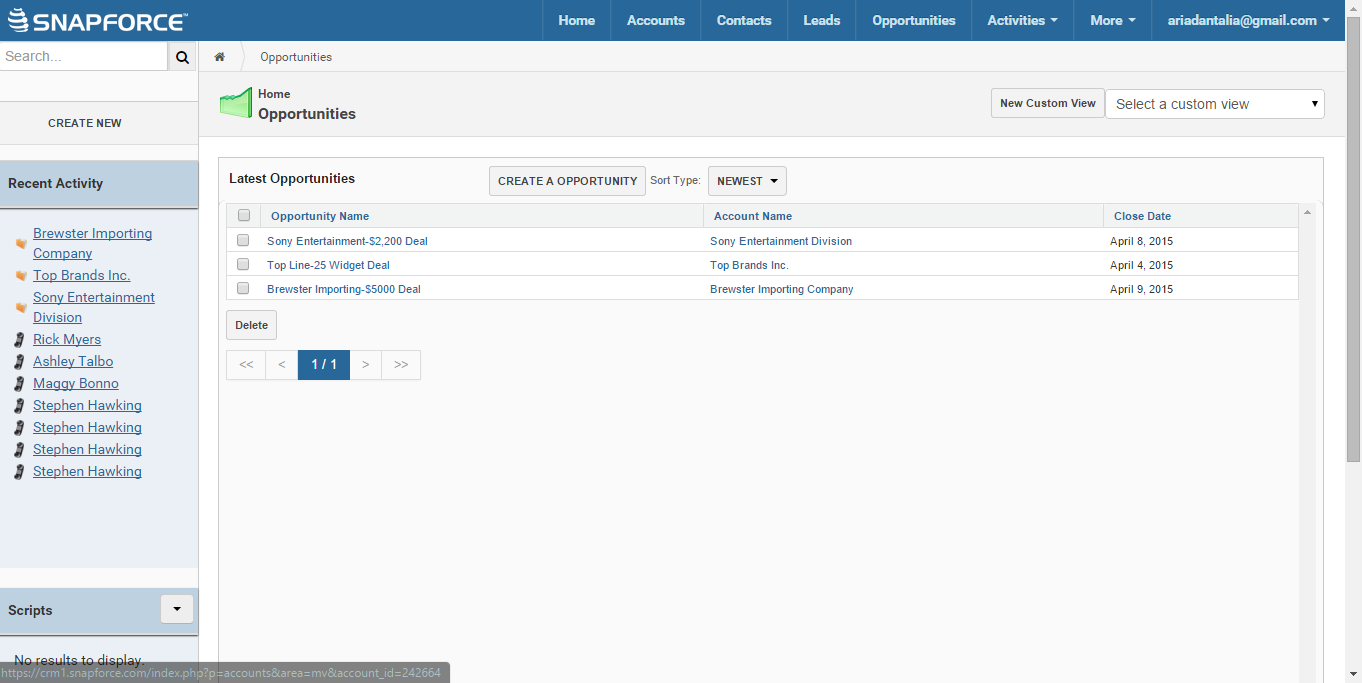 SNAPFORCE™
Home Accounts Contacts Leads Opportunities Activities More ariadantalia@gmail.com
Search...
Opportunities
Home
Opportunities
New Custom View Select a custom view
CREATE NEW
Recent Activity
Brewster Importing
Company
Top Brands Inc.
Sony Entertainment
Division
Rick Myers
Ashley Talbo
Maggy Bonno
Stephen Hawking
Stephen Hawking
Stephen Hawking
Stephen Hawking
Scripts
No results to display.
Latest Opportunities CREATE A OPPORTUNITY Sort Type: NEWEST
Opportunity Name Account Name Close Date
Sony Entertainment-$2,200 Deal Sony Entertainment Division April 8, 2015
Top Line-25 Widget Deal Top Brands Inc. April 4, 2015
Brewster Importing-$5000 Deal Brewster Importing Company April 9, 2015
Delete
<< < 1 / 1 > >>
https://crm1.snapforce.com/index.php?p=accounts&area=mv&account_id=242664